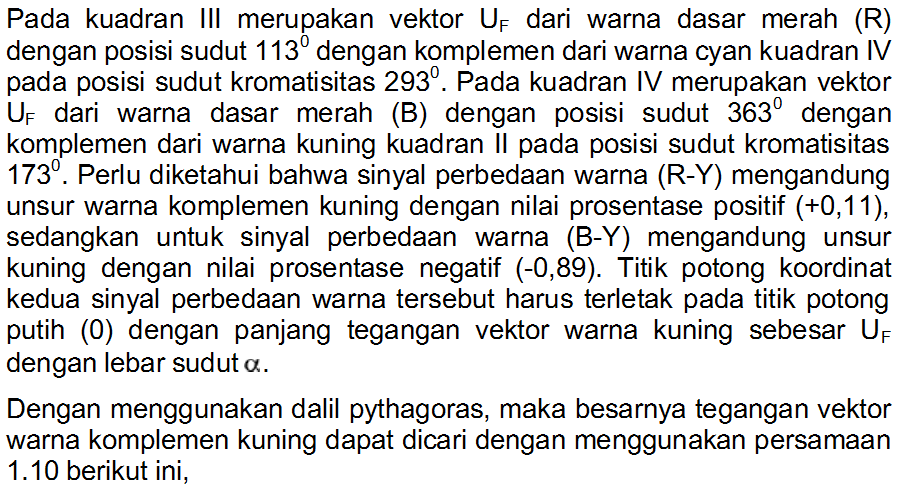 Pada kuadran III merupakan vektor U_F dari warna dasar merah (R)
dengan posisi sudut 113⁰ dengan komplemen dari warna cyan kuadran IV
pada posisi sudut kromatisitas 293⁰. Pada kuadran IV merupakan vektor
U_F dari warna dasar merah (B) dengan posisi sudut 363⁰ dengan
komplemen dari warna kuning kuadran II pada posisi sudut kromatisitas
173⁰. Perlu diketahui bahwa sinyal perbedaan warna (R-Y) mengandung
unsur warna komplemen kuning dengan nilai prosentase positif (+0,11),
sedangkan untuk sinyal perbedaan warna (B-Y) mengandung unsur
kuning dengan nilai prosentase negatif (-0,89). Titik potong koordinat
kedua sinyal perbedaan warna tersebut harus terletak pada titik potong
putih (0) dengan panjang tegangan vektor warna kuning sebesar U_F
dengan lebar sudut α.
Dengan menggunakan dalil pythagoras, maka besarnya tegangan vektor
warna komplemen kuning dapat dicari dengan menggunakan persamaan
1.10 berikut ini,